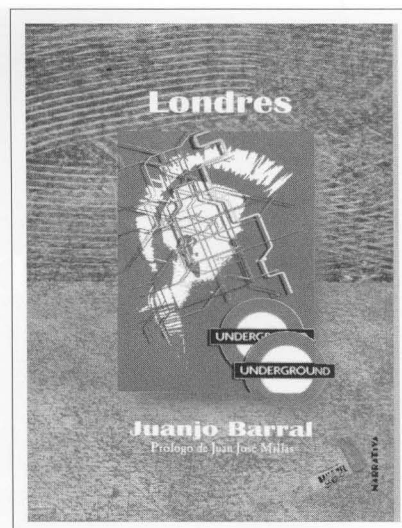 Londres
UNDERGROUND
UNDERGROUND
Juanjo Barral
Prólogo de Juan José Millás
NARRATIVA